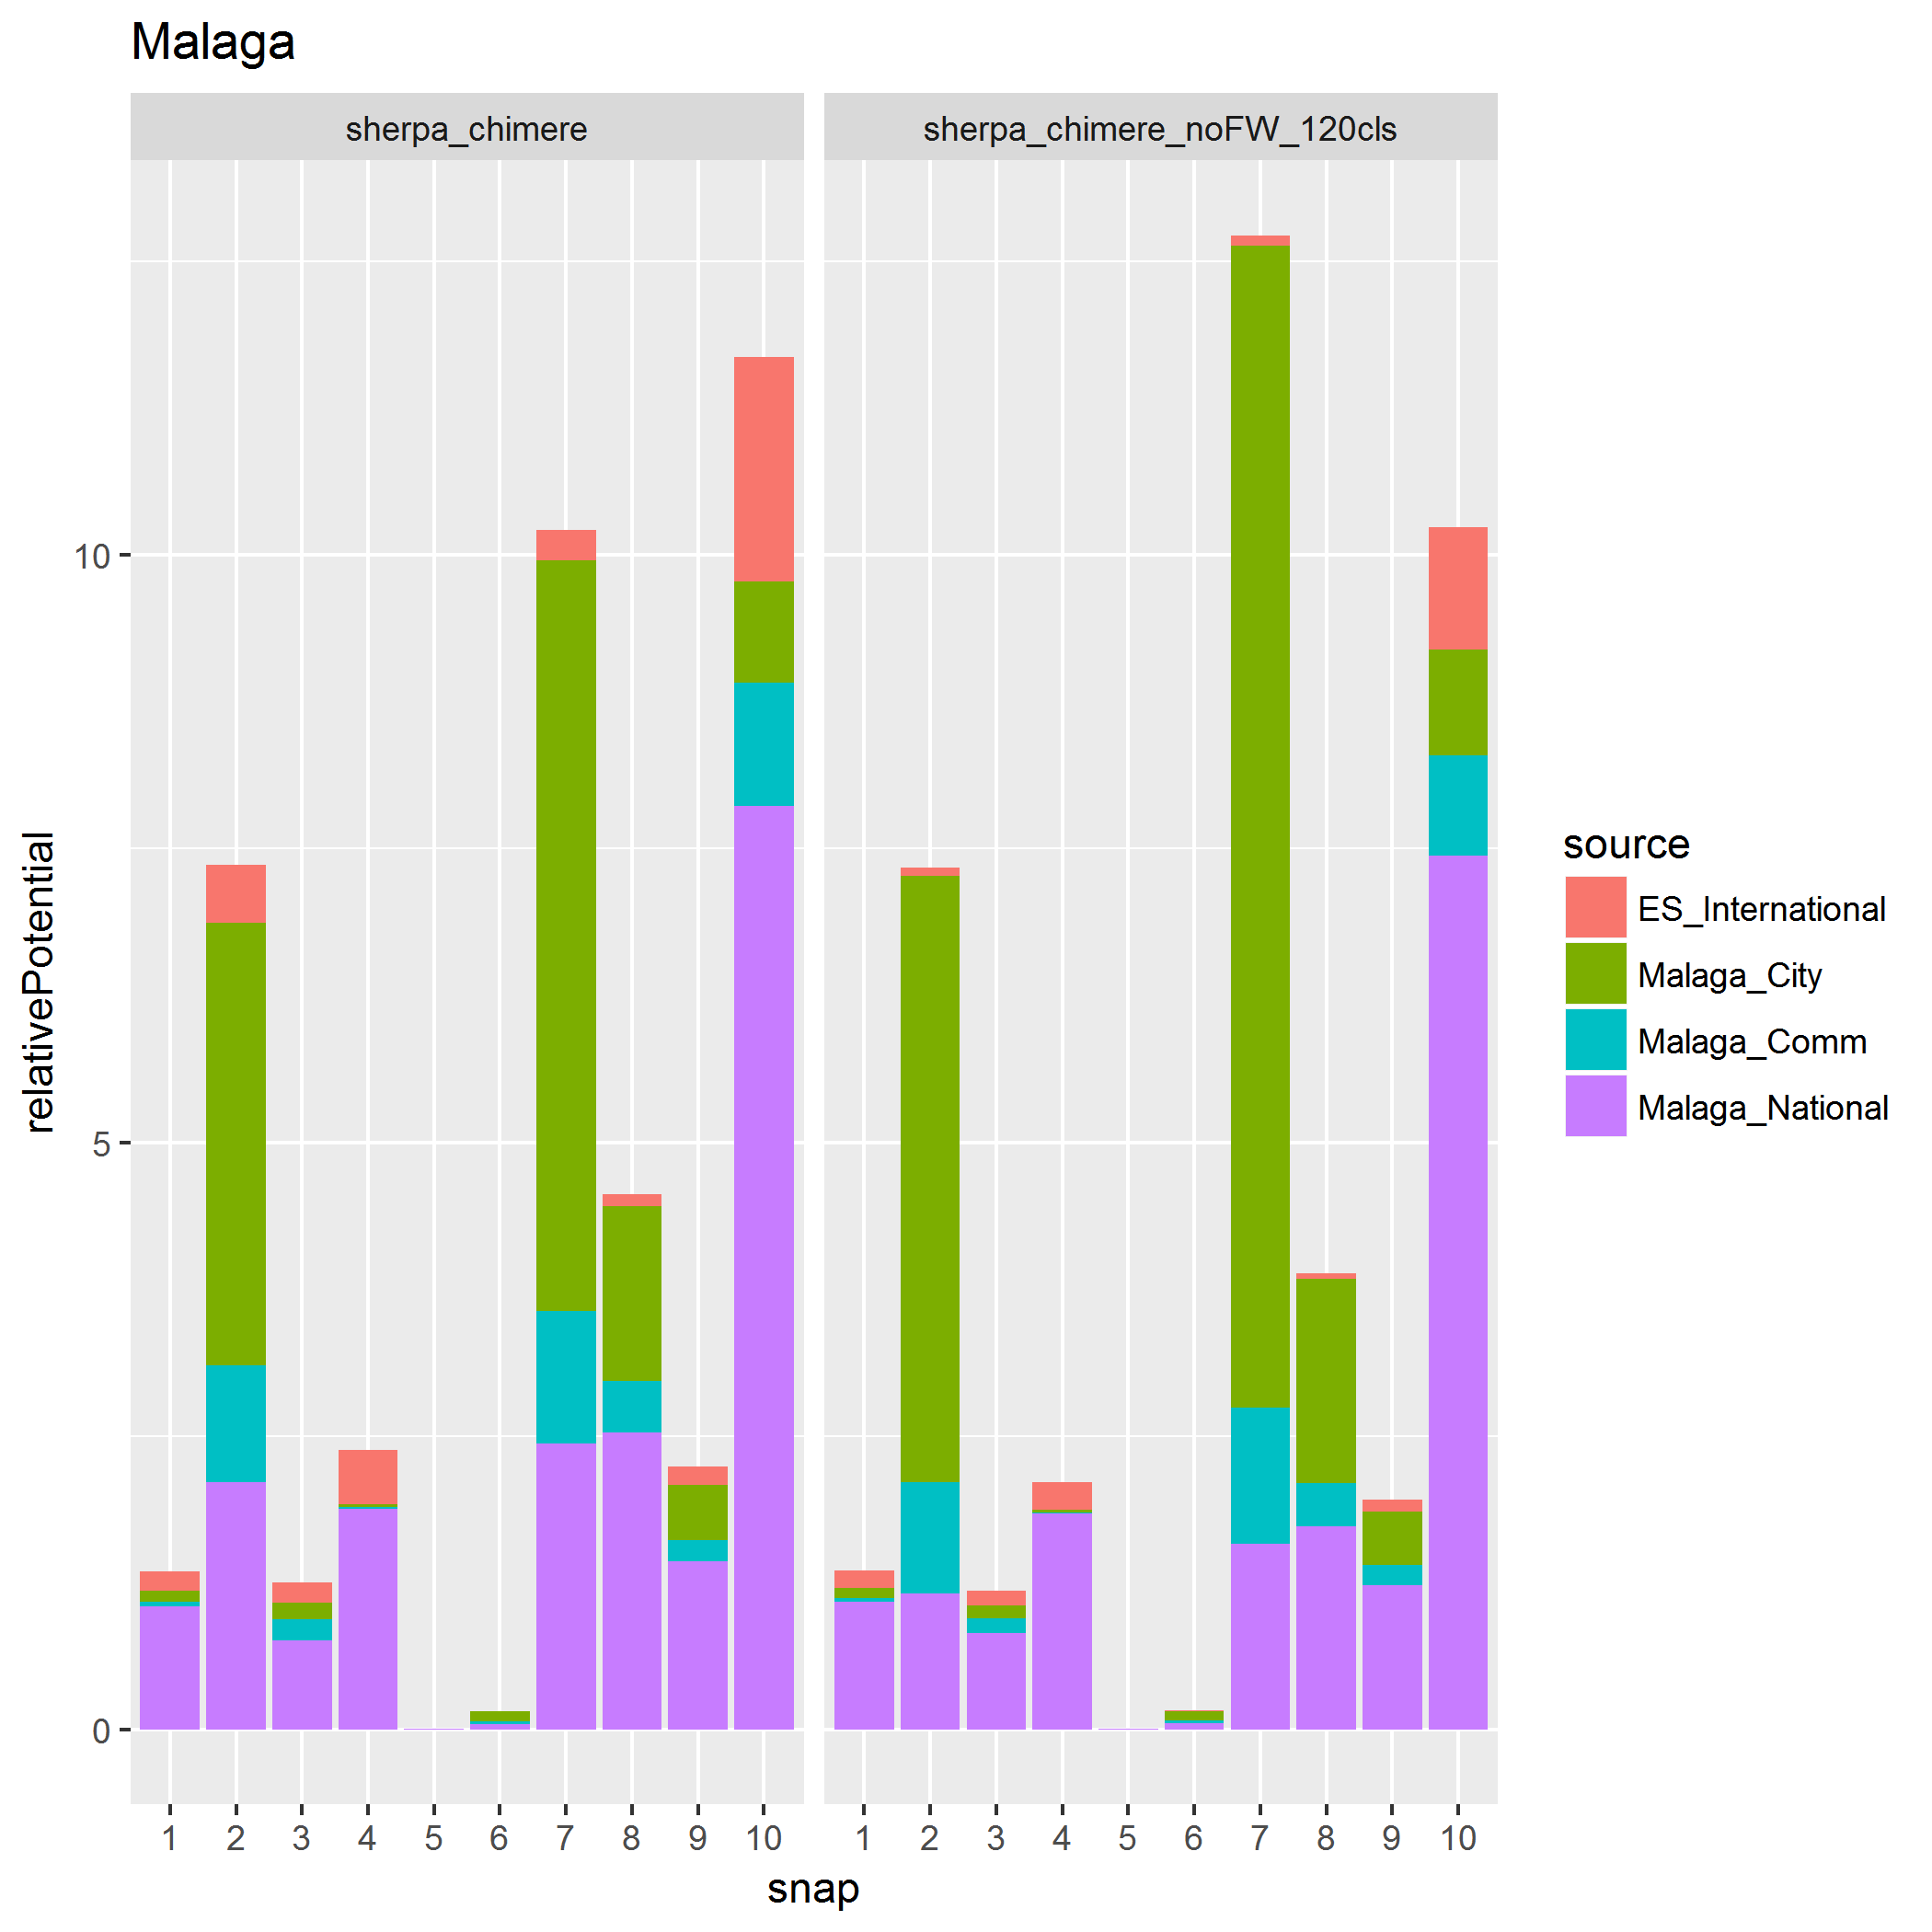 Malaga
sherpa_chimere
sherpa_chimere_noFW_120cls
relativePotential
10
5
0
1 2 3 4 5 6 7 8 9 10
1 2 3 4 5 6 7 8 9 10
snap
source
ES_International
Malaga_City
Malaga_Comm
Malaga_National